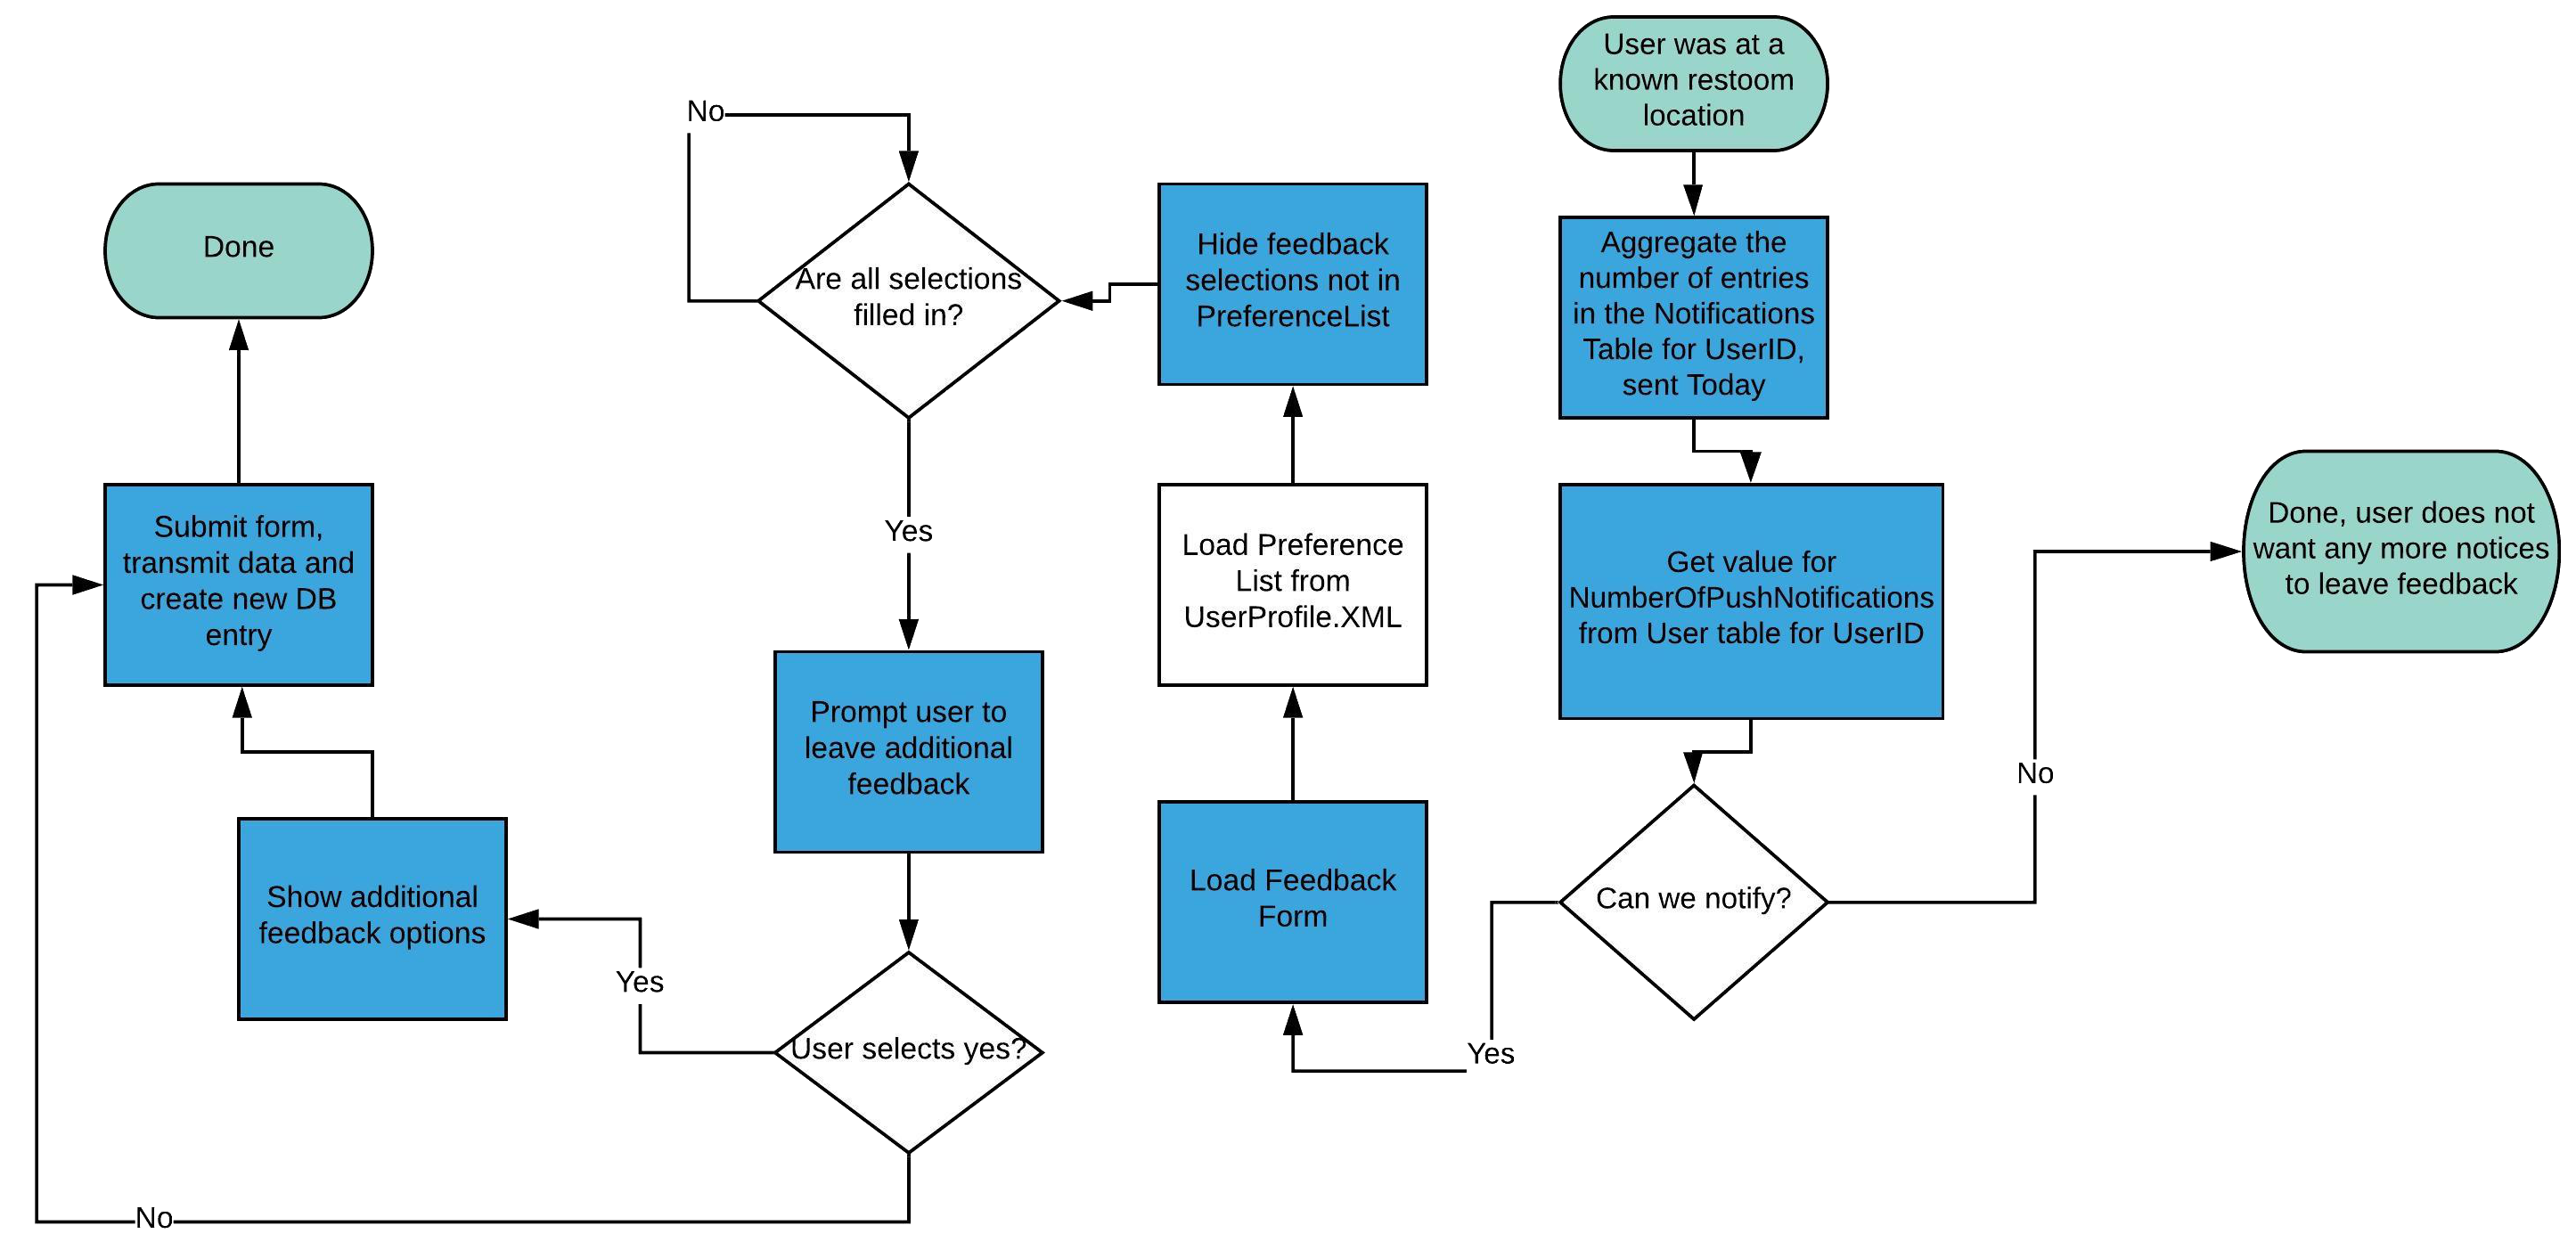 User was at a
known restoom
location
Aggregate the
number of entries
in the Notifications
Table for UserID,
sent Today
Get value for
NumberOfPushNotifications
from User table for UserID
Can we notify?
No
Done, user does not
want any more notices
to leave feedback
Yes
Load Feedback
Form
Load Preference
List from
UserProfile.XML
Hide feedback
selections not in
PreferenceList
Are all selections
filled in?
No
Yes
Prompt user to
leave additional
feedback
User selects yes?
Yes
Show additional
feedback options
No
Submit form,
transmit data and
create new DB
entry
Done